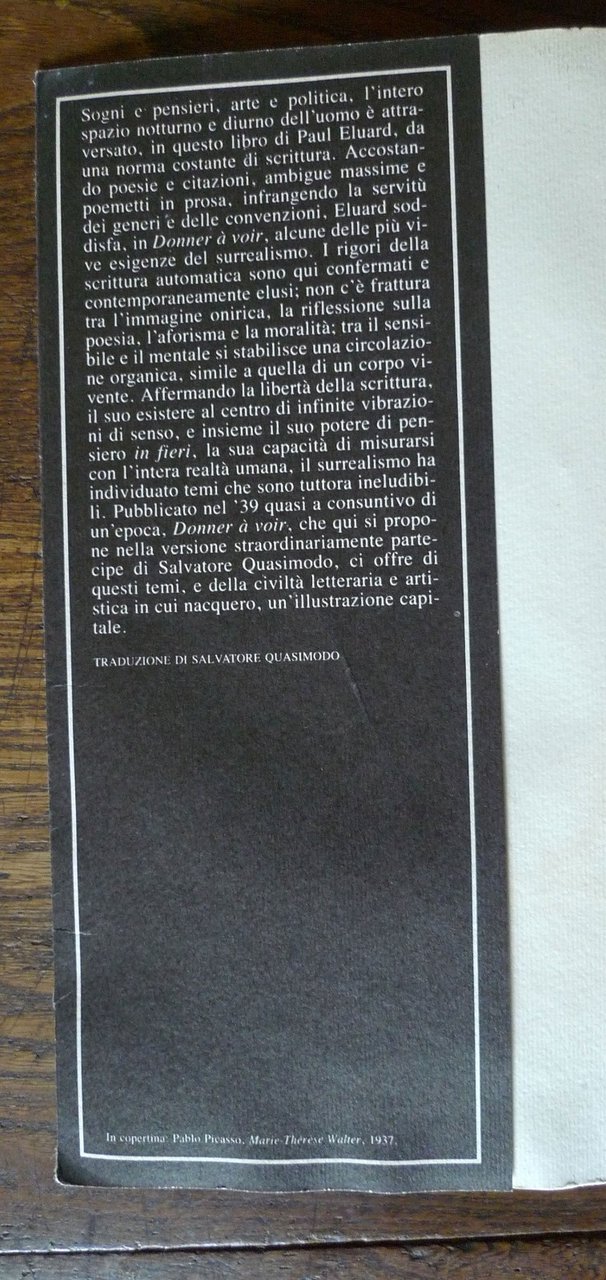 Sogni e pensieri, arte e politica, l'intero
spazio notturno e diurno dell'uomo è attra-
versato, in questo libro di Paul Eluard, da
una norma costante di scrittura. Accostan-
do poesie e citazioni, ambigue massime e
poemetti in prosa, infrangendo la servitù
dei generi e delle convenzioni, Eluard sod-
disfa, in Donner à voir, alcune delle più vi-
ve esigenze del surrealismo. I rigori della
scrittura automatica sono qui confermati e
contemporaneamente elusi; non c'è frattura
tra l'immagine onirica, la riflessione sulla
poesia, l'aforisma e la moralità; tra il sensi-
bile e il mentale si stabilisce una circolazio-
ne organica, simile a quella di un corpo vi-
vente. Affermando la libertà della scrittura,
il suo esistere al centro di infinite vibrazio-
ni di senso, e insieme il suo potere di pen-
siero in fieri, la sua capacità di misurarsi
con l'intera realtà umana, il surrealismo ha
individuato temi che sono tuttora ineludibi-
li. Pubblicato nel '39 quasi a consuntivo di
un'epoca, Donner à voir, che qui si propo-
ne nella versione straordinariamente parte-
cipe di Salvatore Quasimodo, ci offre di
questi temi, e della civiltà letteraria e arti-
stica in cui nacquero, un'illustrazione capi-
tale.
TRADUZIONE DI SALVATORE QUASIMODO
In copertina: Pablo Picasso, Marie-Thérèse Walter, 1937.